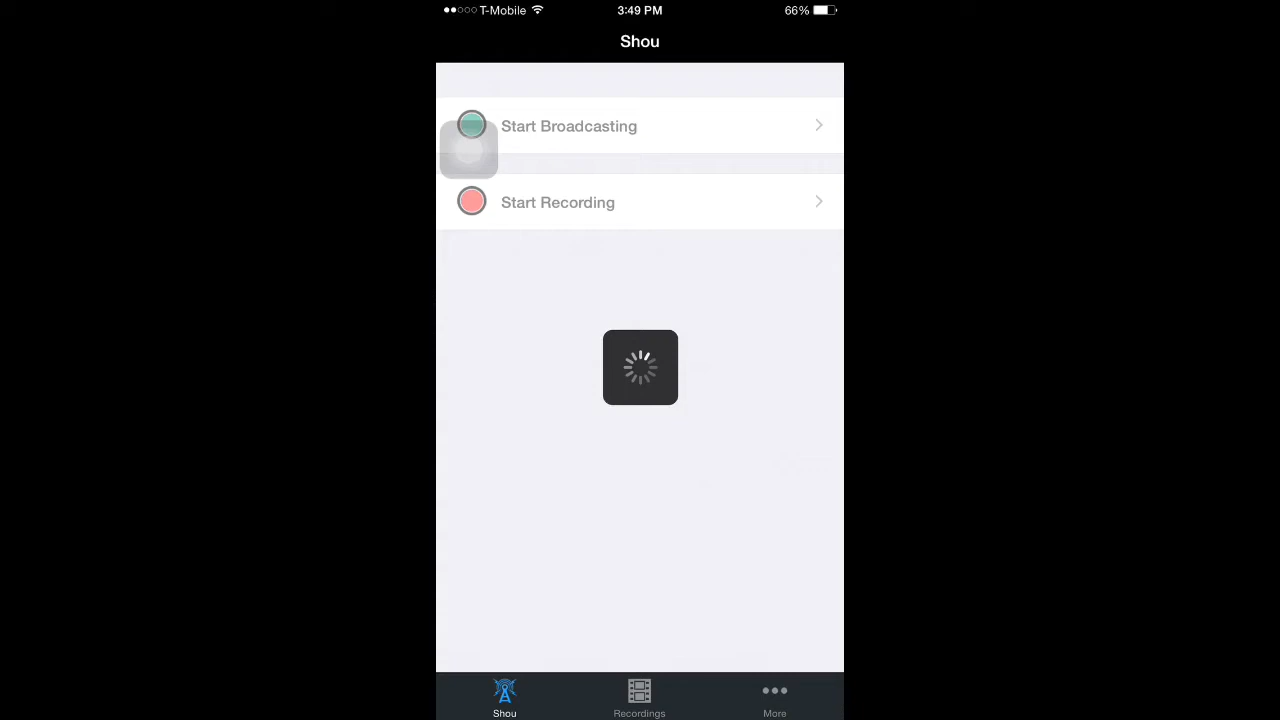 T-Mobile 3:49 PM 66%
Shou
Start Broadcasting
Start Recording
Shou Recordings More